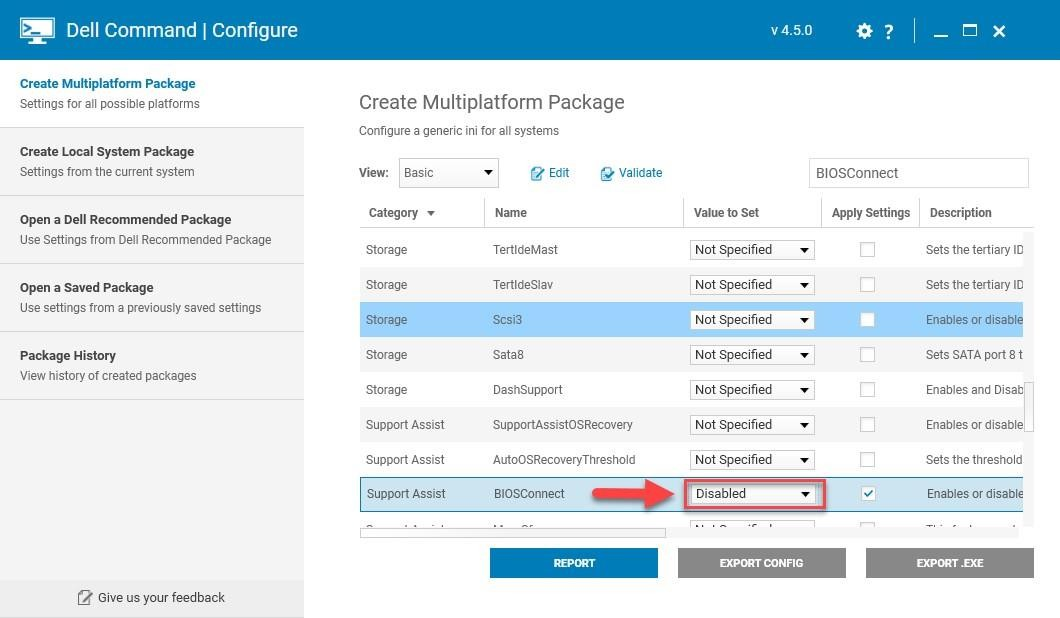 Dell Command | Configure
v 4.5.0
?
Create Multiplatform Package
Settings for all possible platforms
Create Local System Package
Settings from the current system
Open a Dell Recommended Package
Use Settings from Dell Recommended Package
Open a Saved Package
Use settings from a previously saved settings
Package History
View history of created packages
Give us your feedback
Create Multiplatform Package
Configure a generic ini for all systems
View: Basic Edit Validate BIOSConnect
Category Name Value to Set Apply Settings Description
Storage TertIdeMast Not Specified Sets the tertiary ID
Storage TertIdeSlav Not Specified Sets the tertiary ID
Storage Scsi3 Not Specified Enables or disable
Storage Sata8 Not Specified Sets SATA port 8 t
Storage DashSupport Not Specified Enables and Disab
Support Assist SupportAssistOSRecovery Not Specified Enables or disable
Support Assist AutoOSRecoveryThreshold Not Specified Sets the threshold
Support Assist BIOSConnect Disabled Enables or disable
Support Assist Not Specified
REPORT EXPORT CONFIG EXPORT .EXE